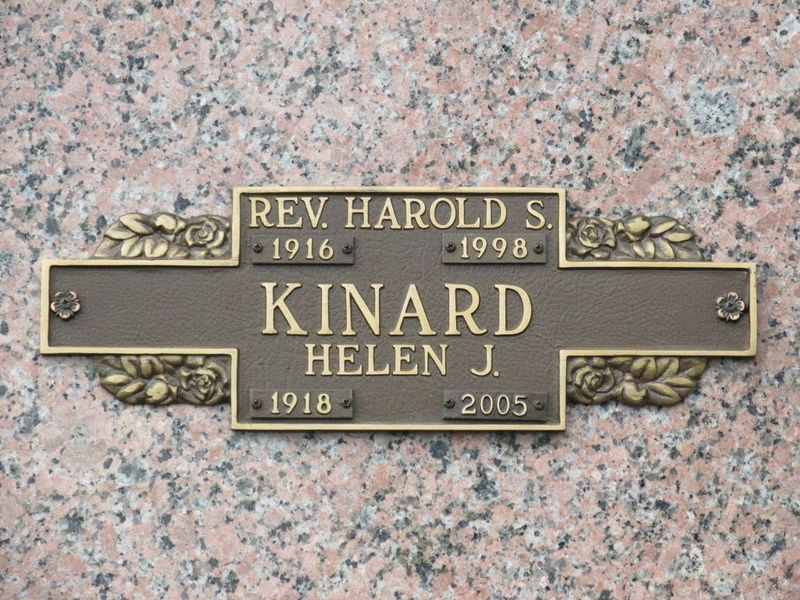 REV. HAROLD S.
1916 1998
KINARD
HELEN J.
1918 2005